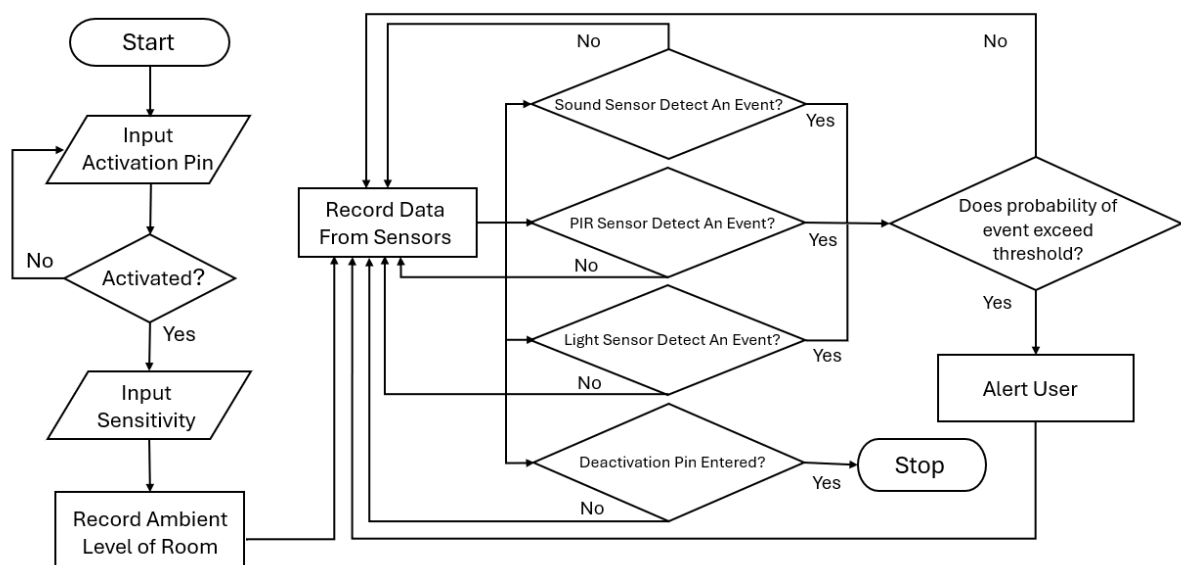 Start
Input
Activation Pin
No
Activated?
Yes
Input
Sensitivity
Record Ambient
Level of Room
Record Data
From Sensors
No
Sound Sensor Detect An Event?
Yes
PIR Sensor Detect An Event?
Yes
No
Light Sensor Detect An Event?
Yes
No
Deactivation Pin Entered?
Yes
No
Stop
No
Does probability of
event exceed
threshold?
Yes
Alert User